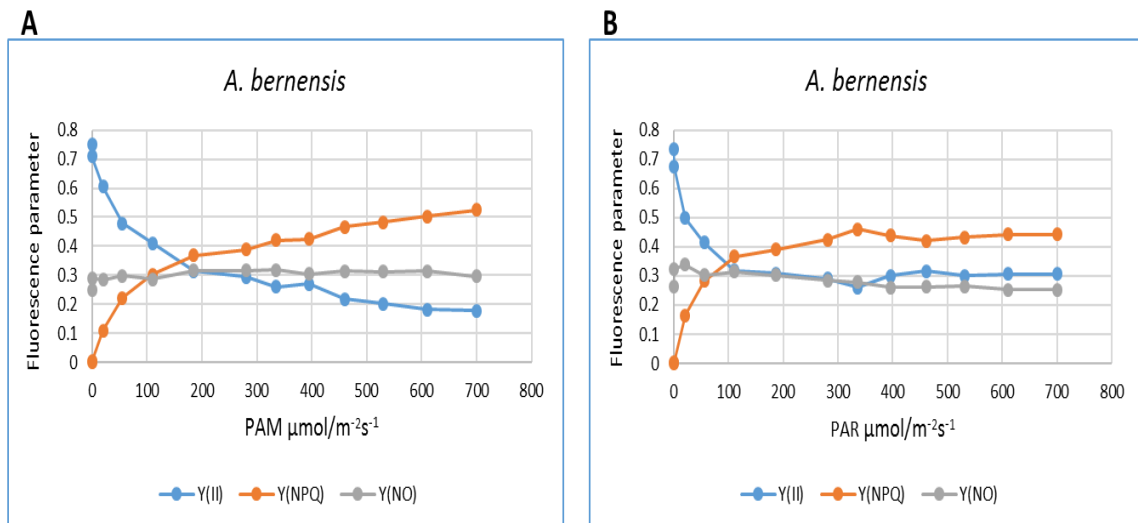 A
A. bernensis
Fluorescence parameter
0.8
0.7
0.6
0.5
0.4
0.3
0.2
0.1
0
0 100 200 300 400 500 600 700 800
PAM µmol/m⁻²s⁻¹
Y(II) Y(NPQ) Y(NO)
B
A. bernensis
Fluorescence parameter
0.8
0.7
0.6
0.5
0.4
0.3
0.2
0.1
0
0 100 200 300 400 500 600 700 800
PAR µmol/m⁻²s⁻¹
Y(II) Y(NPQ) Y(NO)